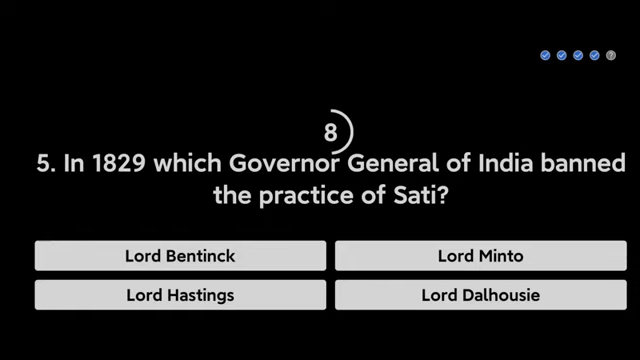 8
5. In 1829 which Governor General of India banned
the practice of Sati?
Lord Bentinck
Lord Minto
Lord Hastings
Lord Dalhousie